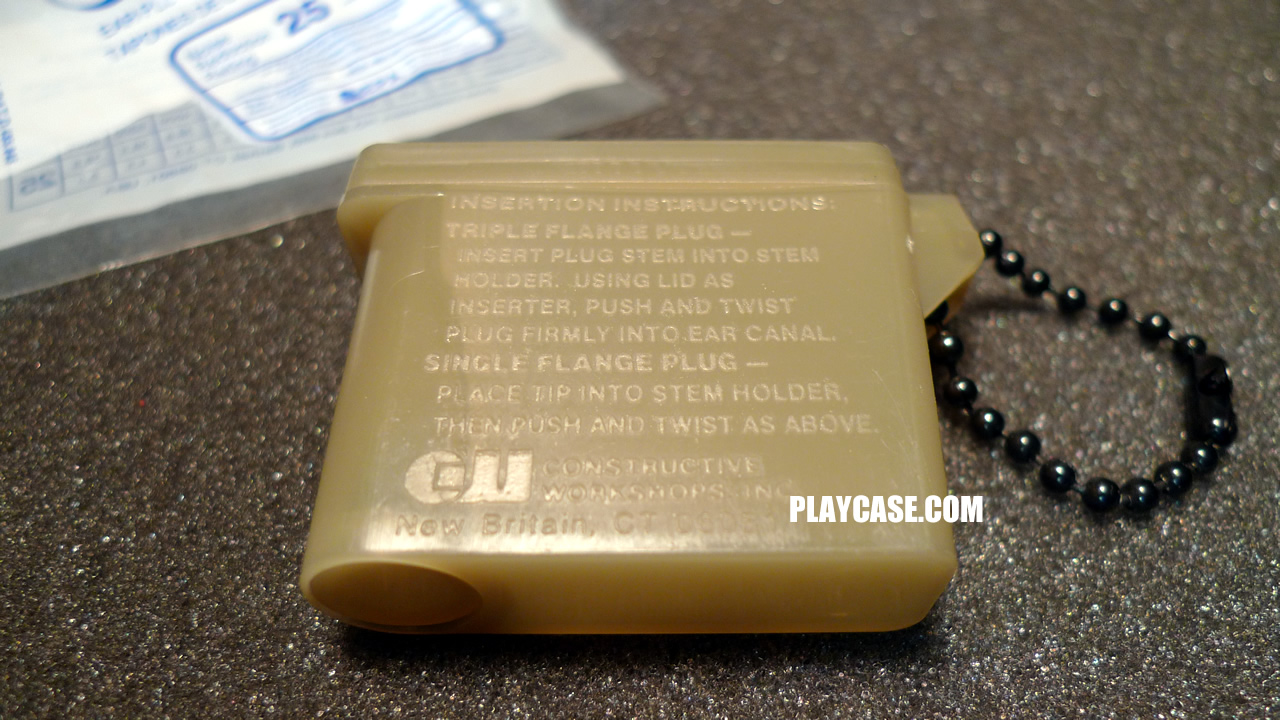 25
INSERTION INSTRUCTIONS:
TRIPLE FLANGE PLUG —
INSERT PLUG STEM INTO STEM
HOLDER. USING LID AS
INSERTER, PUSH AND TWIST
PLUG FIRMLY INTO EAR CANAL.
SINGLE FLANGE PLUG —
PLACE TIP INTO STEM HOLDER,
THEN PUSH AND TWIST AS ABOVE.
CW CONSTRUCTIVE
WORKSHOPS, INC.
New Britain, CT
PLAYCASE.COM